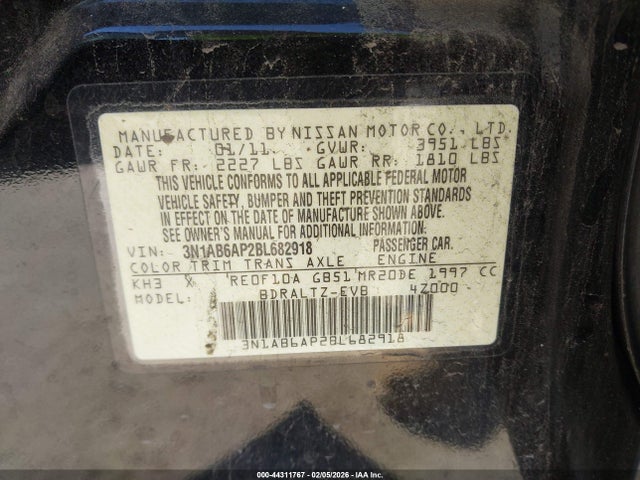 MANUFACTURED BY NISSAN MOTOR CO., LTD.
DATE: 01/11 GVWR: 3951 LBS
GAWR FR: 2227 LBS GAWR RR: 1810 LBS
THIS VEHICLE CONFORMS TO ALL APPLICABLE FEDERAL MOTOR
VEHICLE SAFETY, BUMPER AND THEFT PREVENTION STANDARDS
IN EFFECT ON THE DATE OF MANUFACTURE SHOWN ABOVE.
SEE OWNER'S MANUAL FOR ADDITIONAL INFORMATION.
VIN: 3N1AB6AP2BL682918 PASSENGER CAR.
COLOR TRIM TRANS AXLE ENGINE
KH3 X RE0F10A GB51 MR20DE 1997 CC
MODEL: BDRALTZ-EVB 4Z000
3N1AB6AP2BL682918
000-44311767 - 02/05/2026 - IAA Inc.